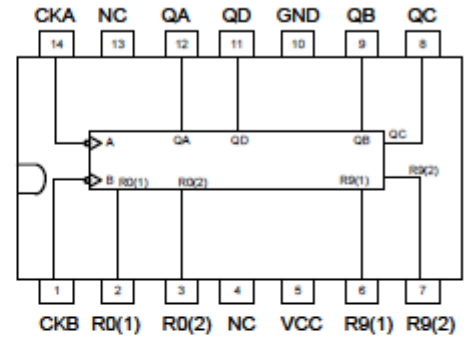 CKA NC QA QD GND QB QC
14 13 12 11 10 9 8
A QA QD QB QC
B R0(1) R0(2) R9(1) R9(2)
1 2 3 4 5 6 7
CKB R0(1) R0(2) NC VCC R9(1) R9(2)